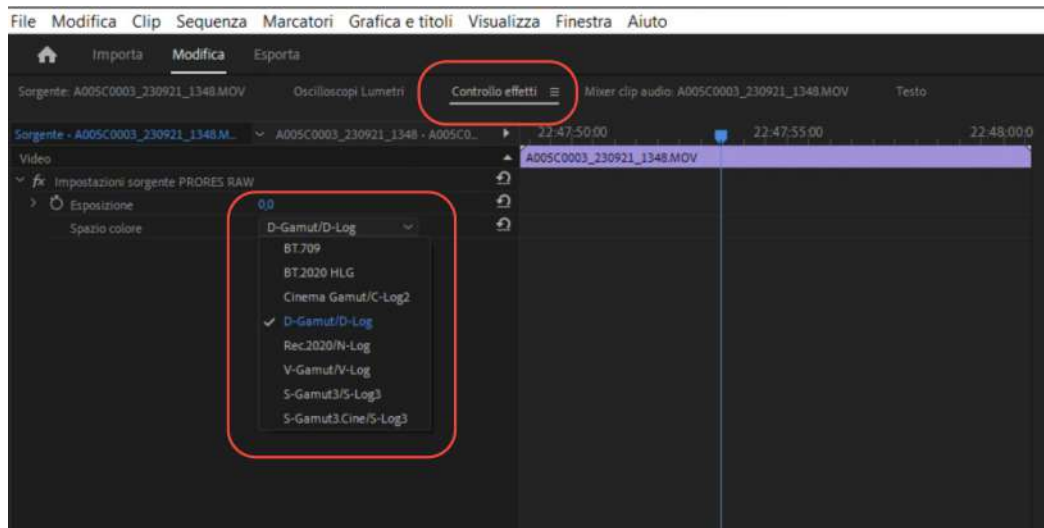 File Modifica Clip Sequenza Marcatori Grafica e titoli Visualizza Finestra Aiuto
Importa Modifica Esporta
Sorgente: A005C0003_230921_1348.MOV Oscilloscopi Lumetri Controllo effetti Mixer clip audio: A005C0003_230921_1348.MOV Testo
Sorgente • A005C0003_230921_1348.M... A005C0003_230921_1348 • A005C0... 22:47:50:00 22:47:55:00 22:48:00:0
Video A005C0003_230921_1348.MOV
fx Impostazioni sorgente PRORES RAW
Esposizione 0,0
Spazio colore D-Gamut/D-Log
BT.709
BT.2020 HLG
Cinema Gamut/C-Log2
D-Gamut/D-Log
Rec.2020/N-Log
V-Gamut/V-Log
S-Gamut3/S-Log3
S-Gamut3.Cine/S-Log3